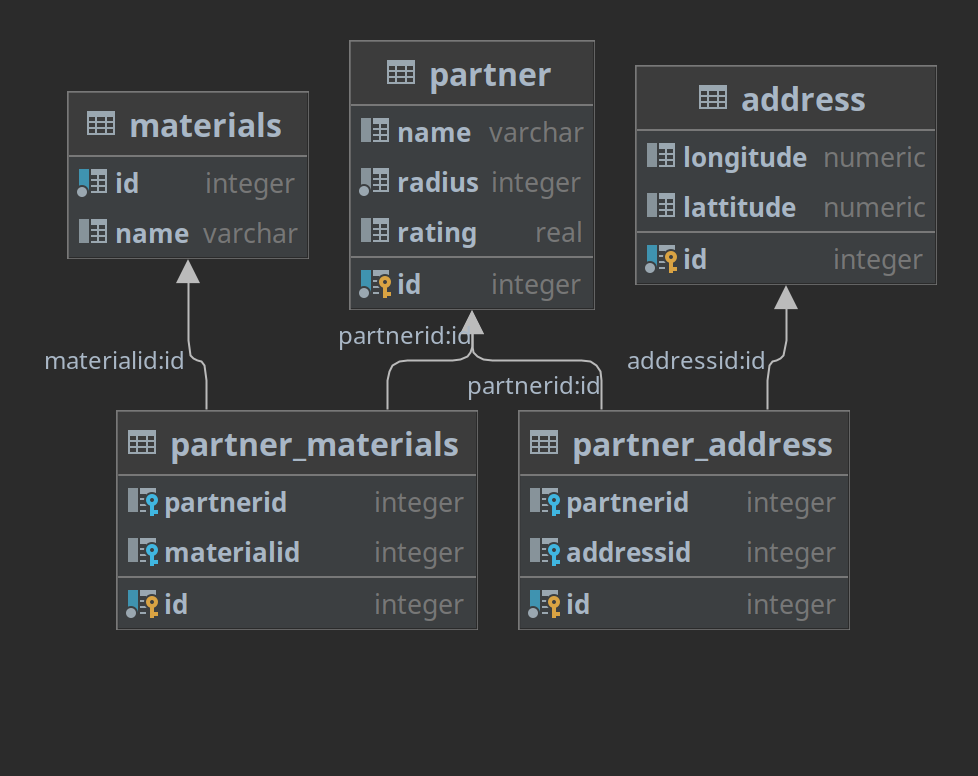 materials
id integer
name varchar
partner
name varchar
radius integer
rating real
id integer
address
longitude numeric
lattitude numeric
id integer
materialid:id
partnerid:id
partnerid:id
addressid:id
partner_materials
partnerid integer
materialid integer
id integer
partner_address
partnerid integer
addressid integer
id integer